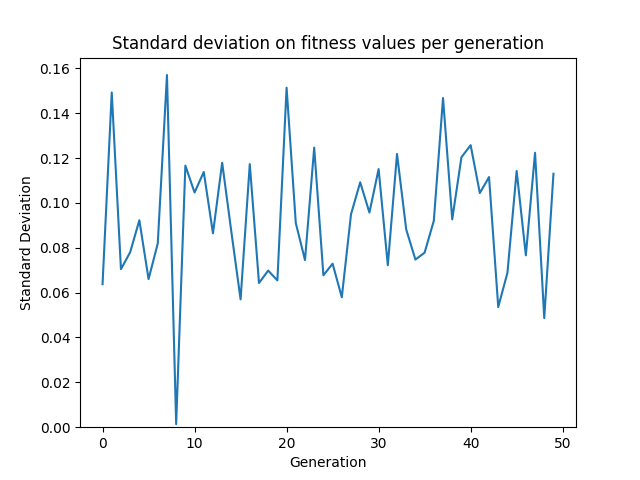 Standard deviation on fitness values per generation
0.16
0.14
0.12
0.10
0.08
0.06
0.04
0.02
0.00
Standard Deviation
0 10 20 30 40 50
Generation